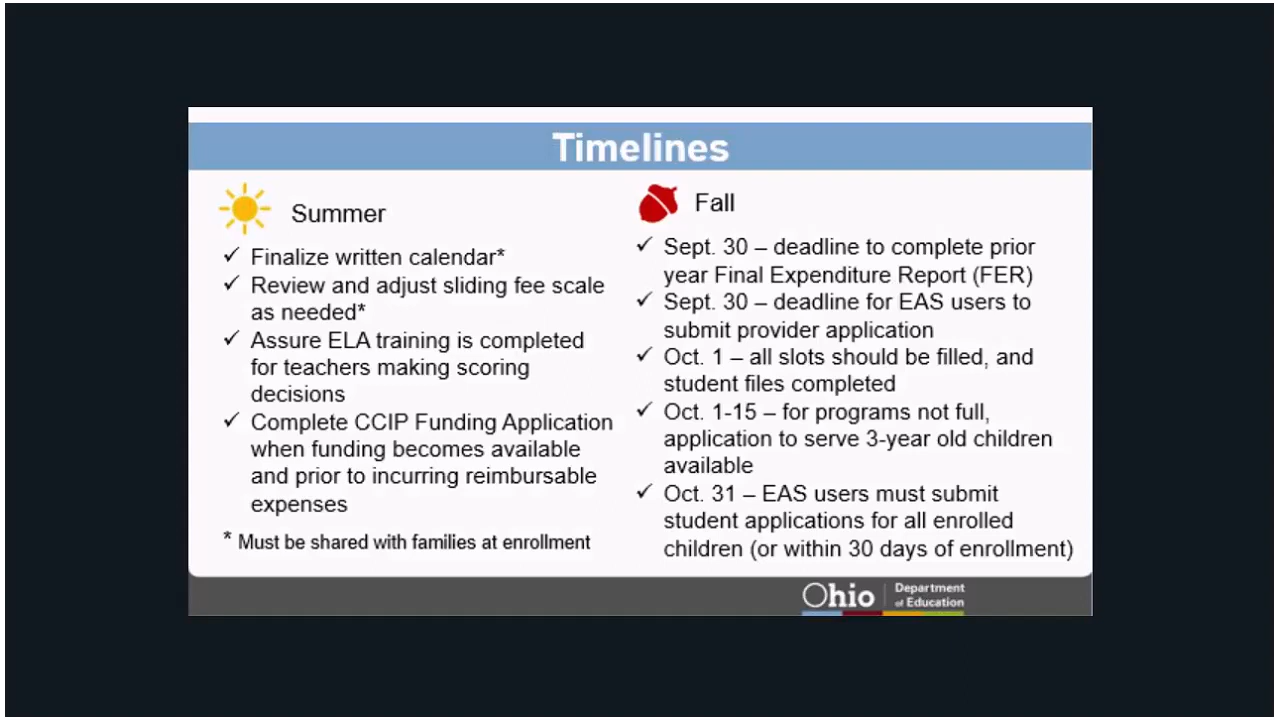 Timelines
Summer
✓ Finalize written calendar*
✓ Review and adjust sliding fee scale
as needed*
✓ Assure ELA training is completed
for teachers making scoring
decisions
✓ Complete CCIP Funding Application
when funding becomes available
and prior to incurring reimbursable
expenses
* Must be shared with families at enrollment
Fall
✓ Sept. 30 – deadline to complete prior
year Final Expenditure Report (FER)
✓ Sept. 30 – deadline for EAS users to
submit provider application
✓ Oct. 1 – all slots should be filled, and
student files completed
✓ Oct. 1-15 – for programs not full,
application to serve 3-year old children
available
✓ Oct. 31 – EAS users must submit
student applications for all enrolled
children (or within 30 days of enrollment)
Ohio
Department
of Education